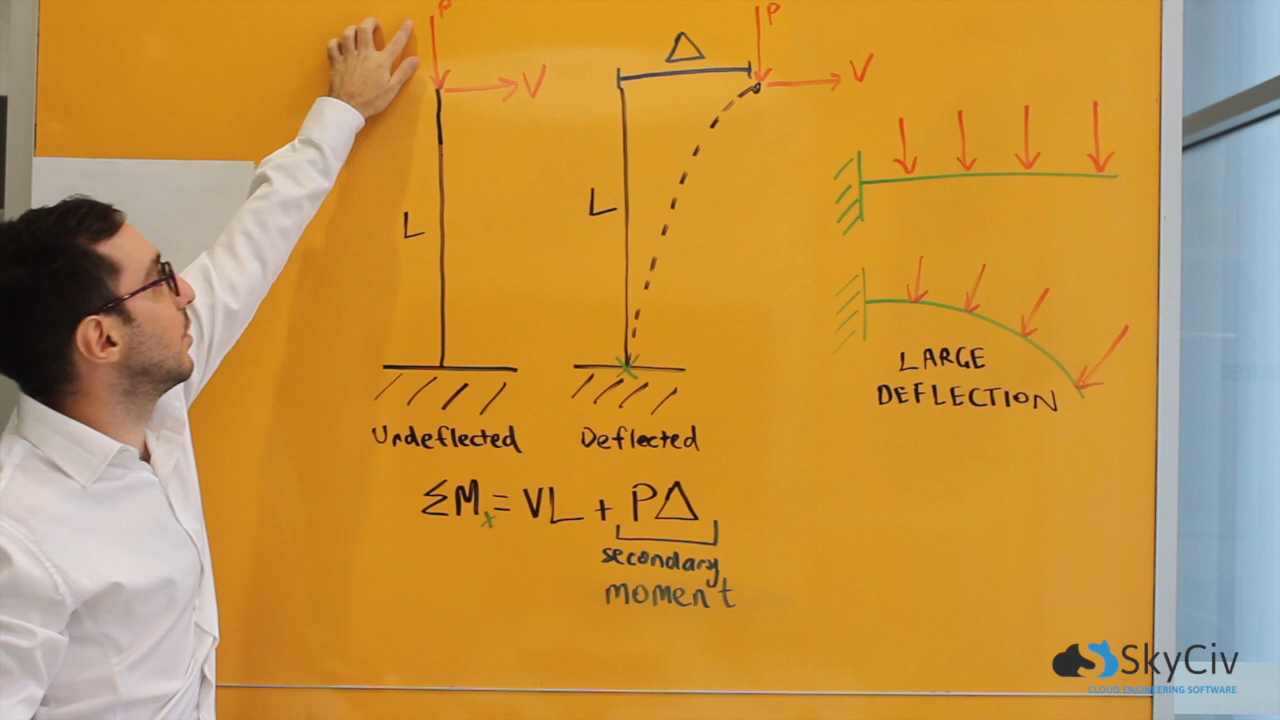 P
V
L
Undeflected
Δ
P
V
L
Deflected
ΣMx = VL + PΔ
secondary
moment
LARGE
DEFLECTION
SkyCiv
CLOUD ENGINEERING SOFTWARE